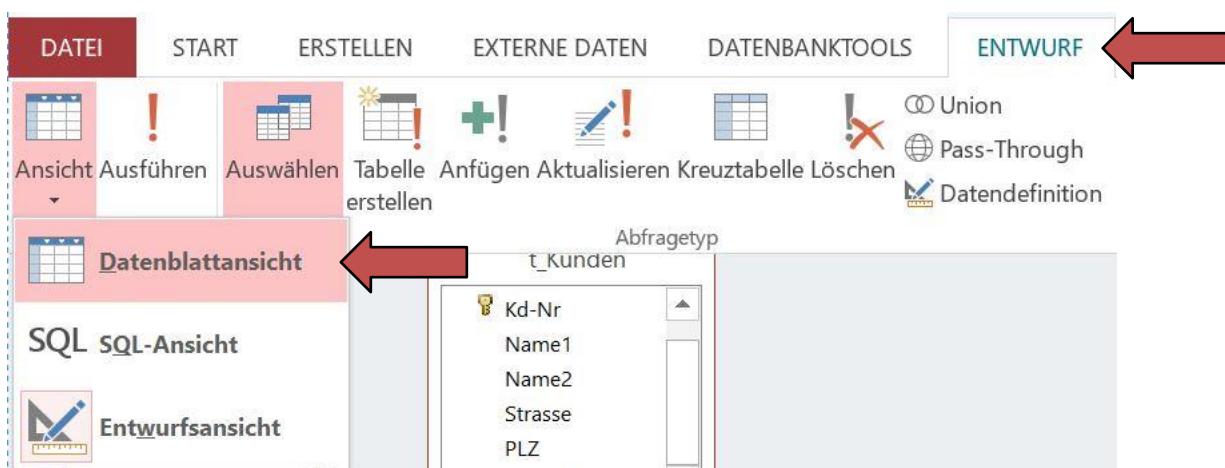 DATEI START ERSTELLEN EXTERNE DATEN DATENBANKTOOLS ENTWURF
Ansicht Ausführen Auswählen Tabelle erstellen Anfügen Aktualisieren Kreuztabelle Löschen
Union
Pass-Through
Datendefinition
Abfragetyp
Datenblattansicht
SQL SQL-Ansicht
Entwurfsansicht
t_Kunden
Kd-Nr
Name1
Name2
Strasse
PLZ